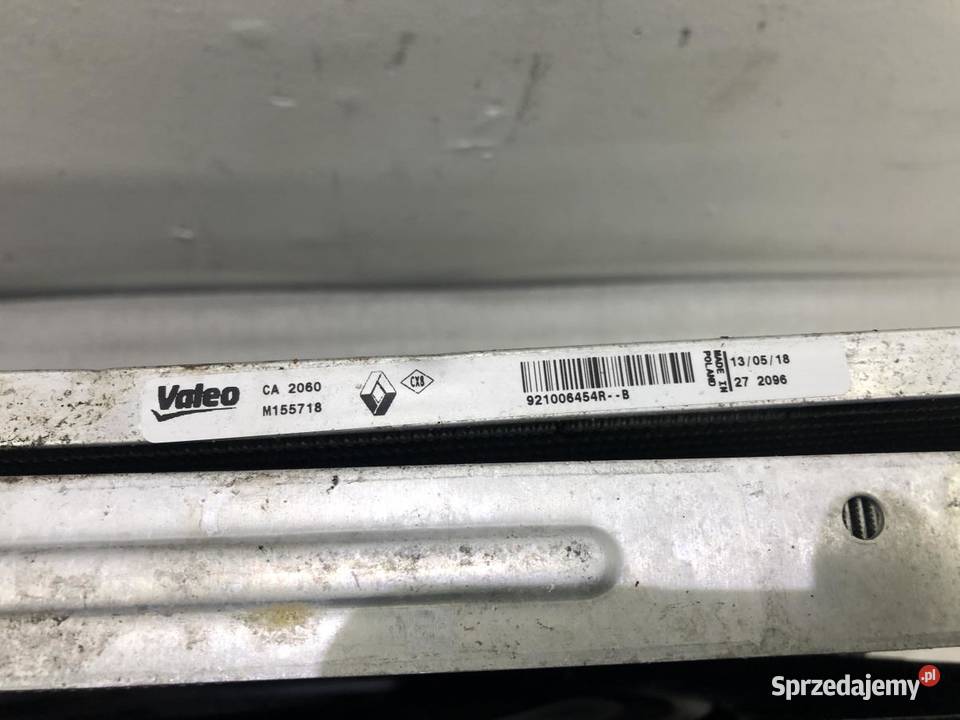 Valeo
CA 2060
M155718
CX8
921006454R--B
MADE IN
POLAND
13/05/18
27 2096
Sprzedajemy.pl